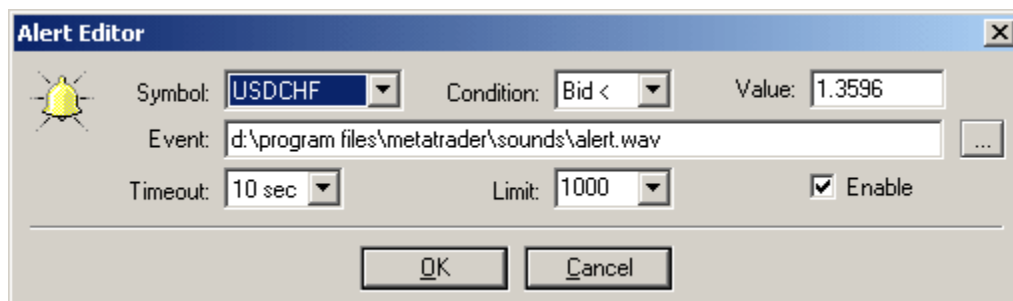 Alert Editor
Symbol: USDCHF Condition: Bid < Value: 1.3596
Event: d:\program files\metatrader\sounds\alert.wav ...
Timeout: 10 sec Limit: 1000 Enable
OK Cancel